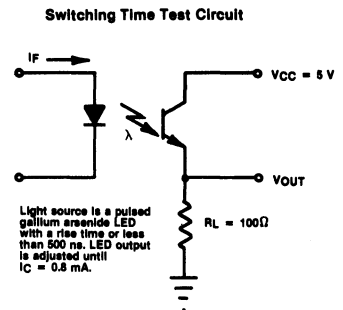 Switching Time Test Circuit
IF
VCC = 5 V
λ
VOUT
RL = 100Ω
Light source is a pulsed
gallium arsenide LED
with a rise time or less
than 500 ns. LED output
is adjusted until
IC = 0.8 mA.